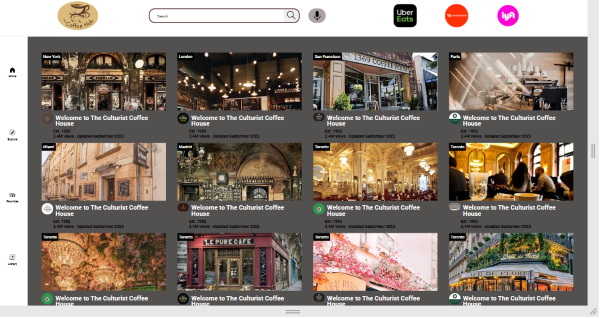 Coffee Hub
Search
Uber
Eats
lyft
Home
Explore
Library
New York
London
San Francisco
Paris
1369 COFFEE
Welcome to The Culturist Coffee
House
Est. 1983
2.4M views · Updated September 2022
Welcome to The Culturist Coffee
House
Est. 1983
2.4M views · Updated September 2022
Welcome to The Culturist Coffee
House
Est. 1983
2.4M views · Updated September 2022
Welcome to The Culturist Coffee
House
Est. 1983
2.4M views · Updated September 2022
Miami
Madrid
Toronto
Toronto
Welcome to The Culturist Coffee
House
Est. 1983
2.4M views · Updated September 2022
Welcome to The Culturist Coffee
House
Est. 1983
2.4M views · Updated September 2022
Welcome to The Culturist Coffee
House
Est. 1983
2.4M views · Updated September 2022
Welcome to The Culturist Coffee
House
Est. 1983
2.4M views · Updated September 2022
Toronto
Toronto
Toronto
Toronto
LE PURE CAFE
Welcome to The Culturist Coffee
House
Welcome to The Culturist Coffee
House
Welcome to The Culturist Coffee
House
Welcome to The Culturist Coffee
House